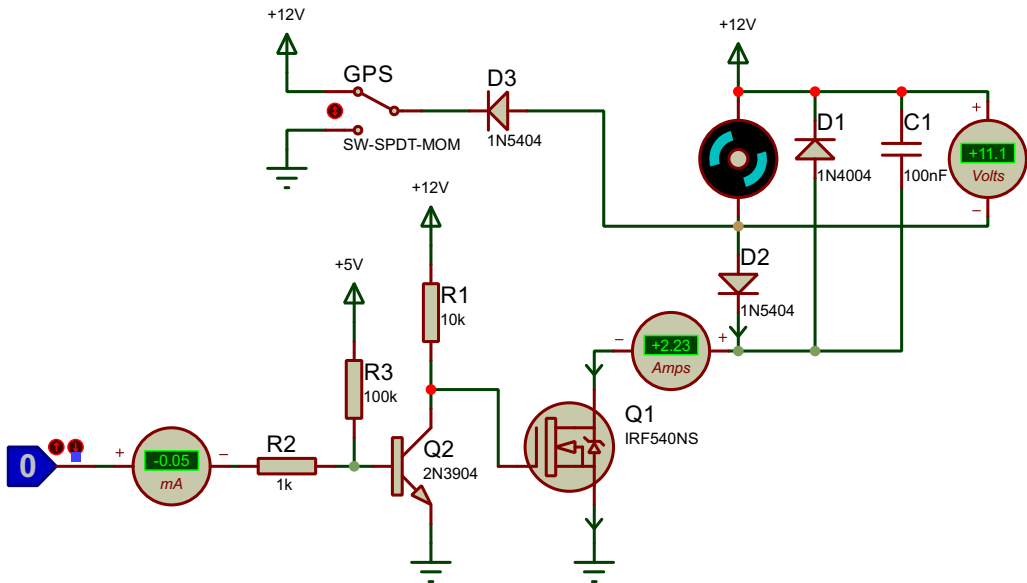 +12V
+12V
GPS
SW-SPDT-MOM
D3
1N5404
D1
1N4004
C1
100nF
+
+11.1
Volts
−
D2
1N5404
+12V
R1
10k
+5V
R3
100k
−
+2.23
Amps
+
Q1
IRF540NS
0
+
-0.05
mA
−
R2
1k
Q2
2N3904